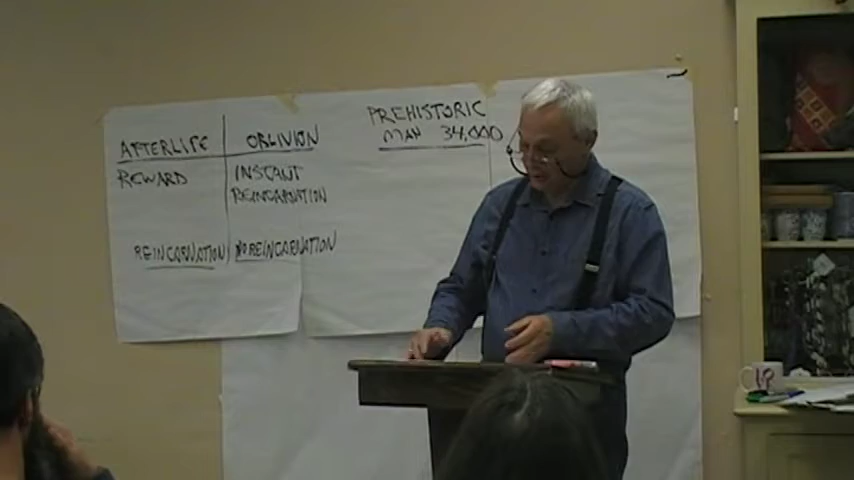 AFTERLIFE OBLIVION
REWARD INSTANT
REINCARNATION
REINCARNATION NO REINCARNATION
PREHISTORIC
MAN 34,000